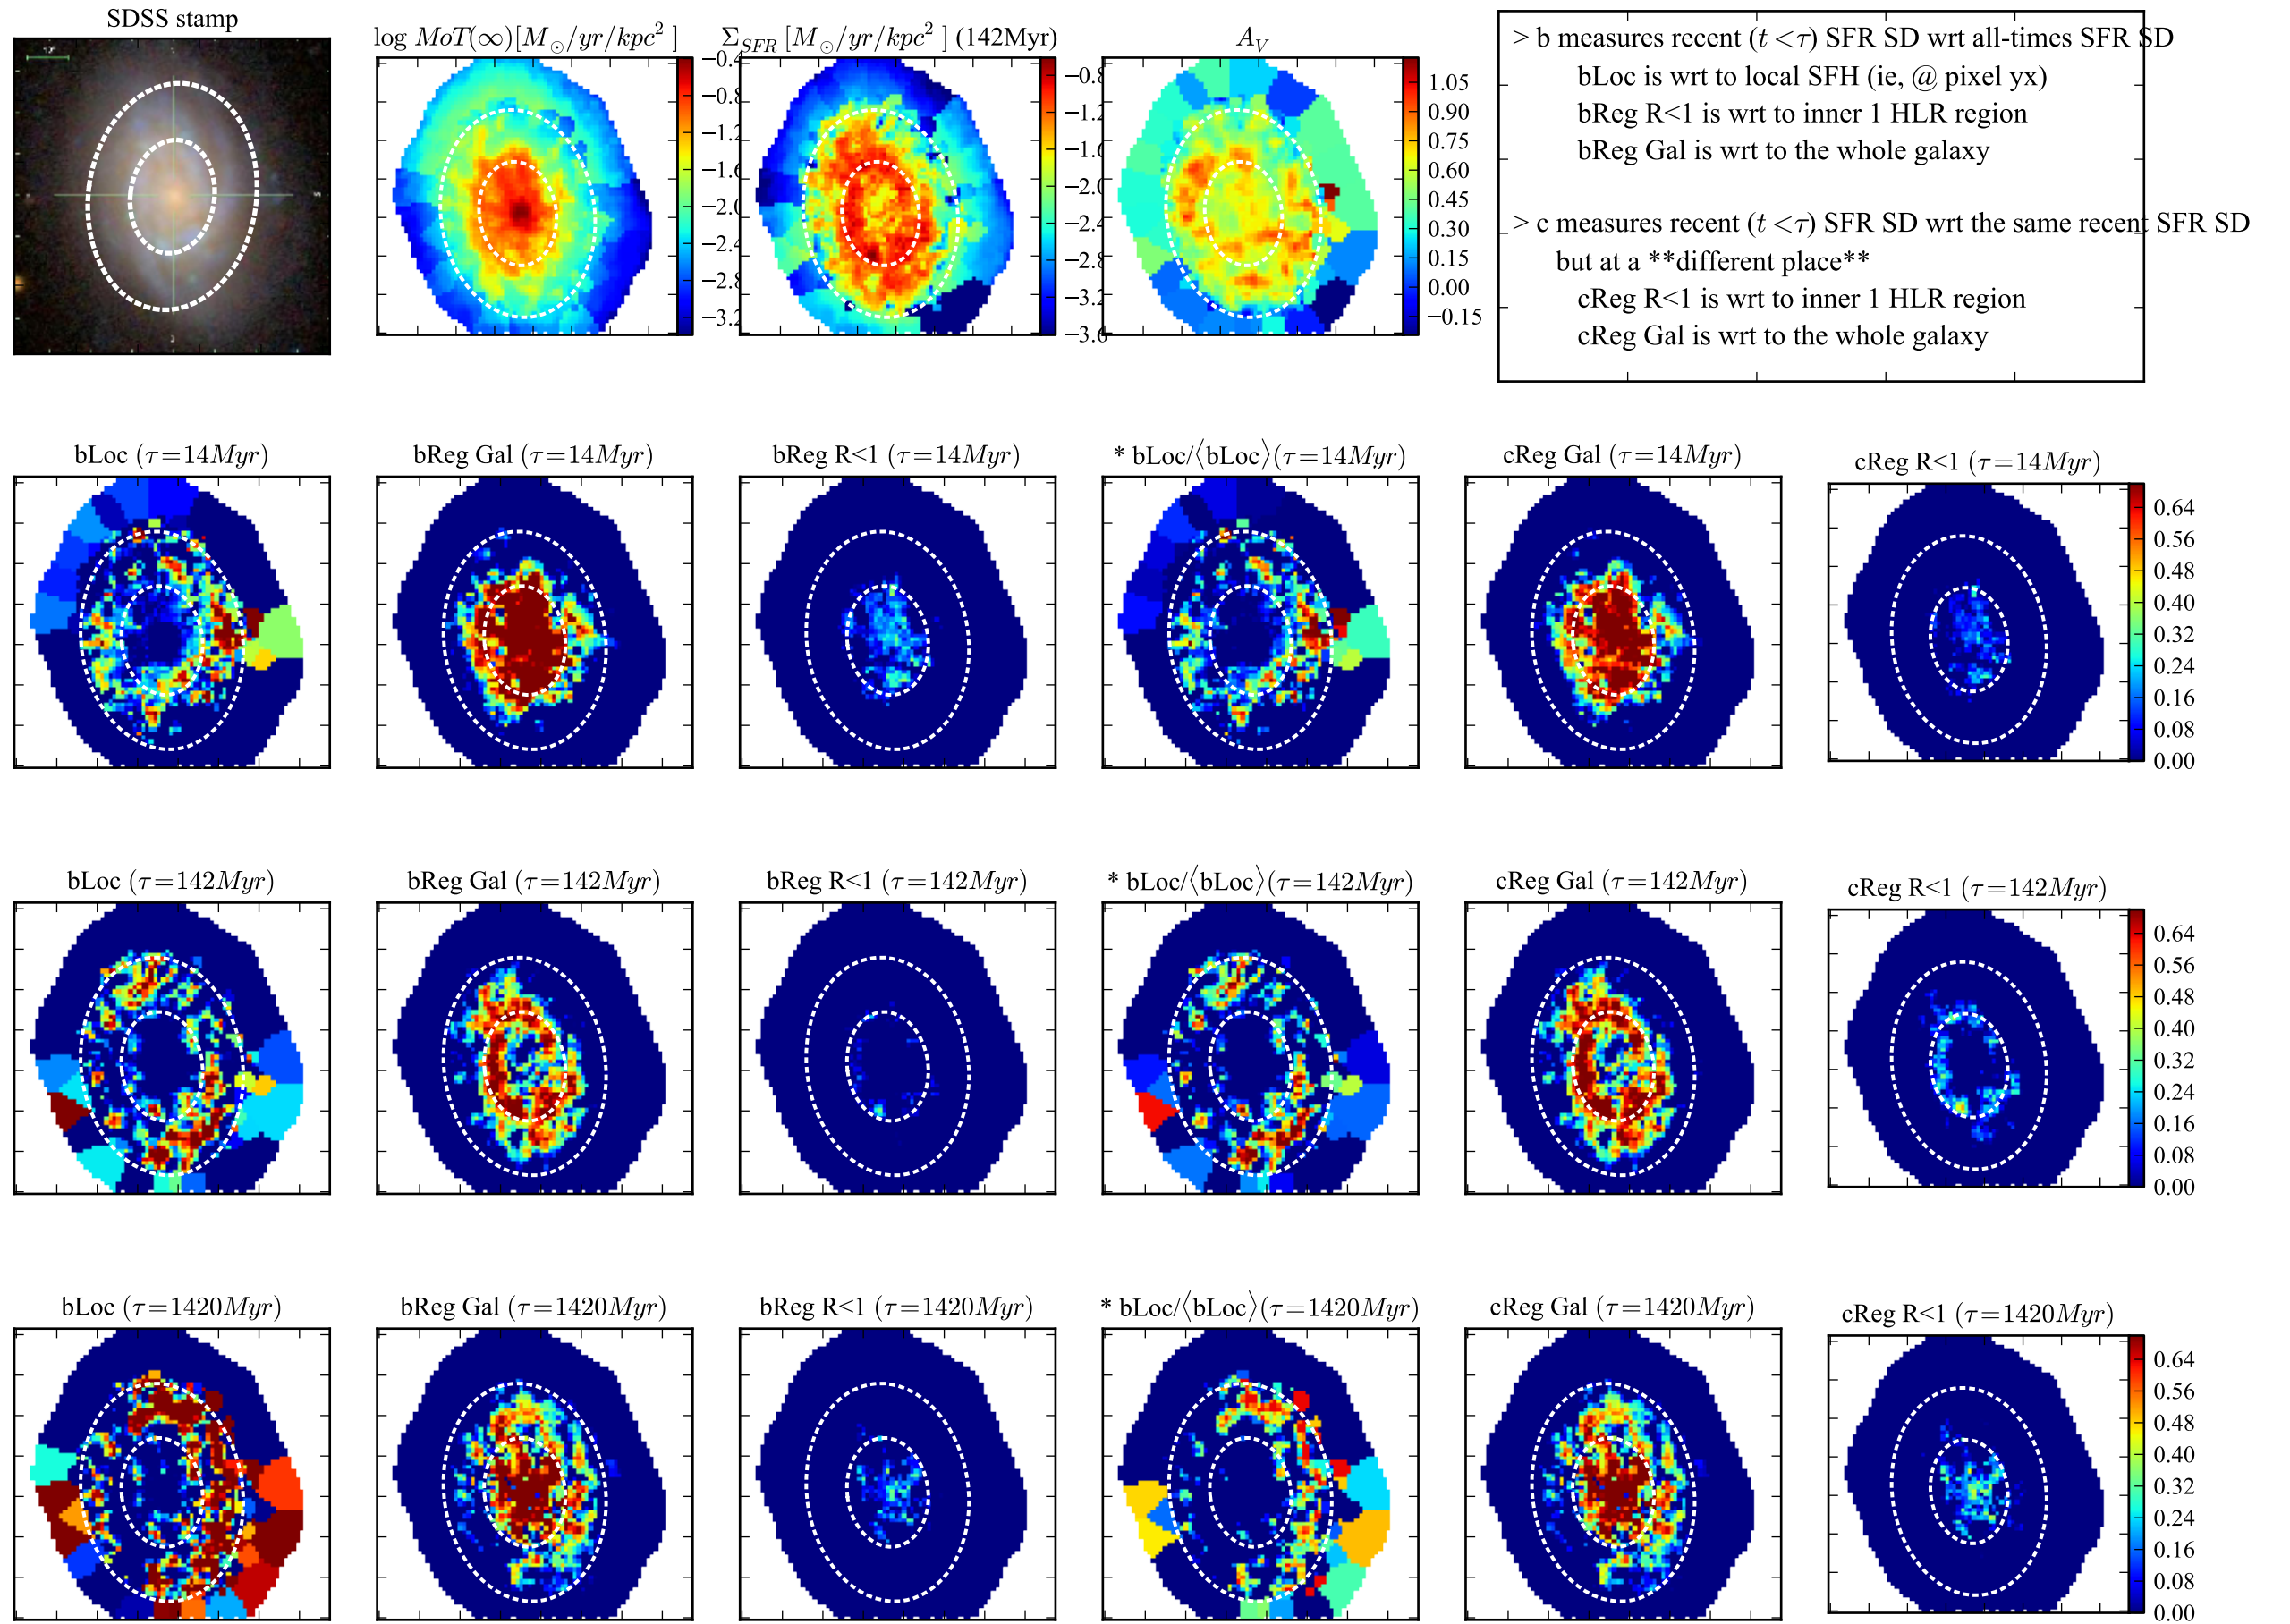 SDSS stamp
log MoT(∞)[M⊙/yr/kpc² ]
Σ_SFR [M⊙/yr/kpc² ] (142Myr)
A_V
−0.4
−0.8
−1.2
−1.6
−2.0
−2.4
−2.8
−3.2
−0.8
−1.2
−1.6
−2.0
−2.4
−2.8
−3.2
−3.6
1.05
0.90
0.75
0.60
0.45
0.30
0.15
0.00
−0.15
> b measures recent (t <τ) SFR SD wrt all-times SFR SD
bLoc is wrt to local SFH (ie, @ pixel yx)
bReg R<1 is wrt to inner 1 HLR region
bReg Gal is wrt to the whole galaxy
> c measures recent (t <τ) SFR SD wrt the same recent SFR SD
but at a **different place**
cReg R<1 is wrt to inner 1 HLR region
cReg Gal is wrt to the whole galaxy
bLoc (τ=14Myr)
bReg Gal (τ=14Myr)
bReg R<1 (τ=14Myr)
* bLoc/⟨bLoc⟩(τ=14Myr)
cReg Gal (τ=14Myr)
cReg R<1 (τ=14Myr)
0.64
0.56
0.48
0.40
0.32
0.24
0.16
0.08
0.00
bLoc (τ=142Myr)
bReg Gal (τ=142Myr)
bReg R<1 (τ=142Myr)
* bLoc/⟨bLoc⟩(τ=142Myr)
cReg Gal (τ=142Myr)
cReg R<1 (τ=142Myr)
0.64
0.56
0.48
0.40
0.32
0.24
0.16
0.08
0.00
bLoc (τ=1420Myr)
bReg Gal (τ=1420Myr)
bReg R<1 (τ=1420Myr)
* bLoc/⟨bLoc⟩(τ=1420Myr)
cReg Gal (τ=1420Myr)
cReg R<1 (τ=1420Myr)
0.64
0.56
0.48
0.40
0.32
0.24
0.16
0.08
0.00